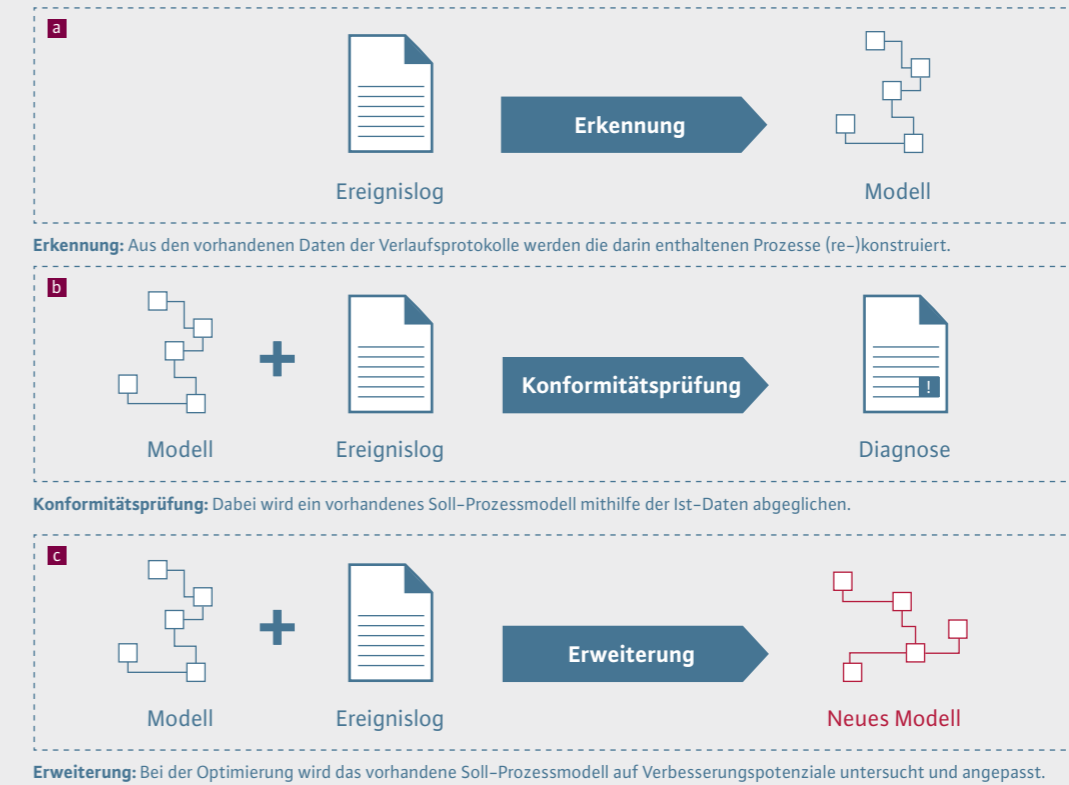 a
Erkennung
Ereignislog
Modell
Erkennung: Aus den vorhandenen Daten der Verlaufsprotokolle werden die darin enthaltenen Prozesse (re-)konstruiert.
b
+
Konformitätsprüfung
!
Modell
Ereignislog
Diagnose
Konformitätsprüfung: Dabei wird ein vorhandenes Soll-Prozessmodell mithilfe der Ist-Daten abgeglichen.
c
+
Erweiterung
Modell
Ereignislog
Neues Modell
Erweiterung: Bei der Optimierung wird das vorhandene Soll-Prozessmodell auf Verbesserungspotenziale untersucht und angepasst.